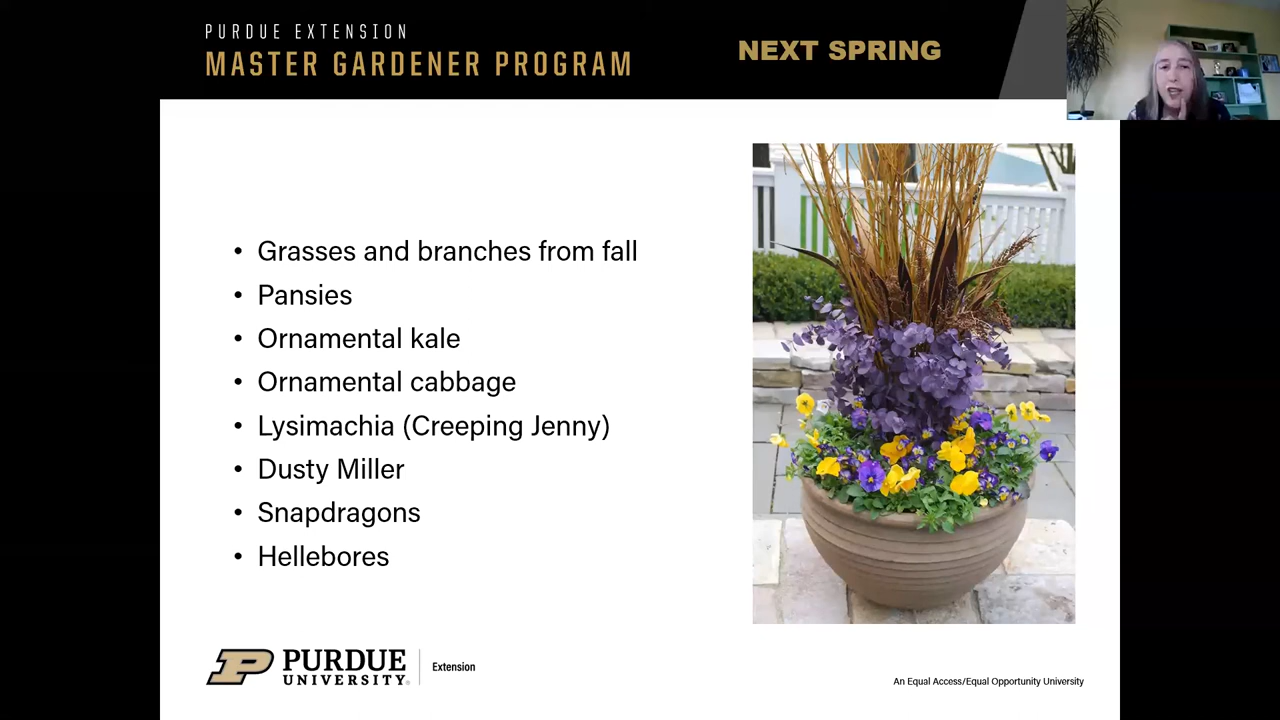 PURDUE EXTENSION
MASTER GARDENER PROGRAM
NEXT SPRING
• Grasses and branches from fall
• Pansies
• Ornamental kale
• Ornamental cabbage
• Lysimachia (Creeping Jenny)
• Dusty Miller
• Snapdragons
• Hellebores
P PURDUE UNIVERSITY® Extension
An Equal Access/Equal Opportunity University